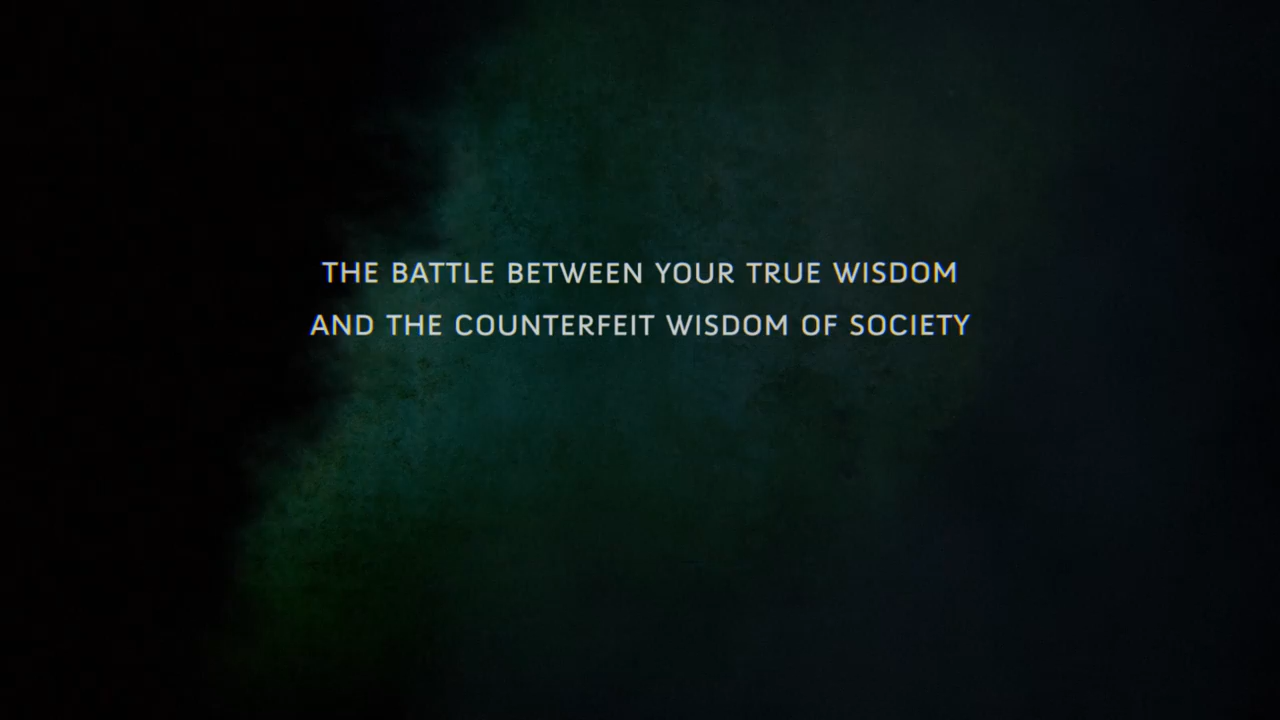 THE BATTLE BETWEEN YOUR TRUE WISDOM
AND THE COUNTERFEIT WISDOM OF SOCIETY